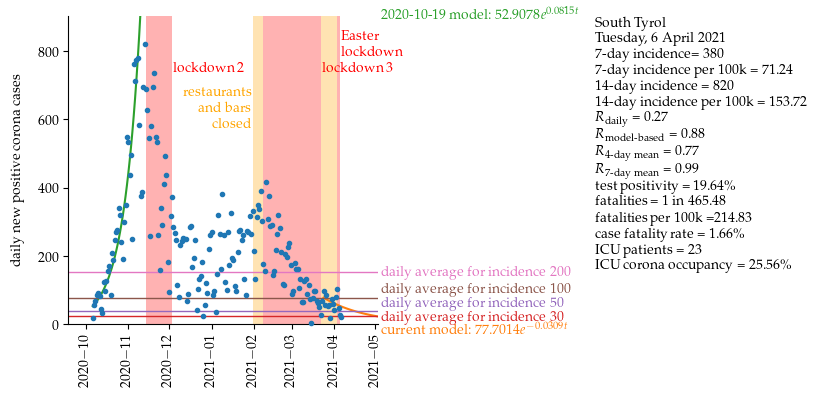 2020-10-19 model: 52.9078e^0.0815t
South Tyrol
Tuesday, 6 April 2021
7-day incidence= 380
7-day incidence per 100k = 71.24
14-day incidence = 820
14-day incidence per 100k = 153.72
Rdaily = 0.27
Rmodel-based = 0.88
R4-day mean = 0.77
R7-day mean = 0.99
test positivity = 19.64%
fatalities = 1 in 465.48
fatalities per 100k =214.83
case fatality rate = 1.66%
ICU patients = 23
ICU corona occupancy = 25.56%
Easter
lockdown
lockdown 2
lockdown 3
restaurants
and bars
closed
daily new positive corona cases
800
600
400
200
0
daily average for incidence 200
daily average for incidence 100
daily average for incidence 50
daily average for incidence 30
current model: 77.7014e^−0.0309t
2020−10
2020−11
2020−12
2021−01
2021−02
2021−03
2021−04
2021−05